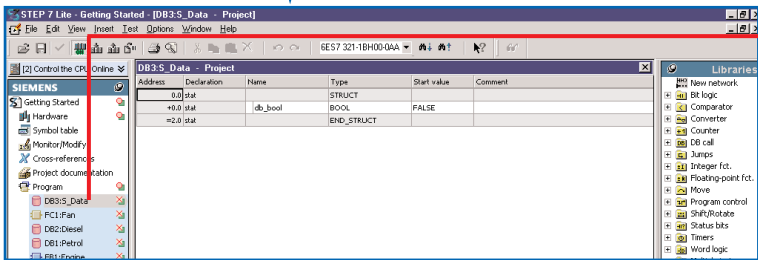 STEP 7 Lite - Getting Started - [DB3:S_Data - Project]
File Edit View Insert Test Options Window Help
6ES7 321-1BH00-0AA
[2] Control the CPU Online
DB3:S_Data - Project
Libraries
SIEMENS
Getting Started
Hardware
Symbol table
Monitor/Modify
Cross-references
Project documentation
Program
DB3:S_Data
FC1:Fan
DB2:Diesel
DB1:Petrol
FB1:Engine
Address Declaration Name Type Start value Comment
0.0 stat STRUCT
+0.0 stat db_bool BOOL FALSE
=2.0 stat END_STRUCT
New network
Bit logic
Comparator
Converter
Counter
DB call
Jumps
Integer fct.
Floating-point fct.
Move
Program control
Shift/Rotate
Status bits
Timers
Word logic